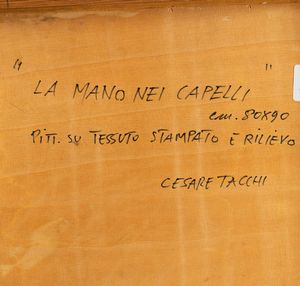 " LA MANO NEI CAPELLI "
cm. 80x90
PITT. SU TESSUTO STAMPATO E RILIEVO
CESARE TACCHI